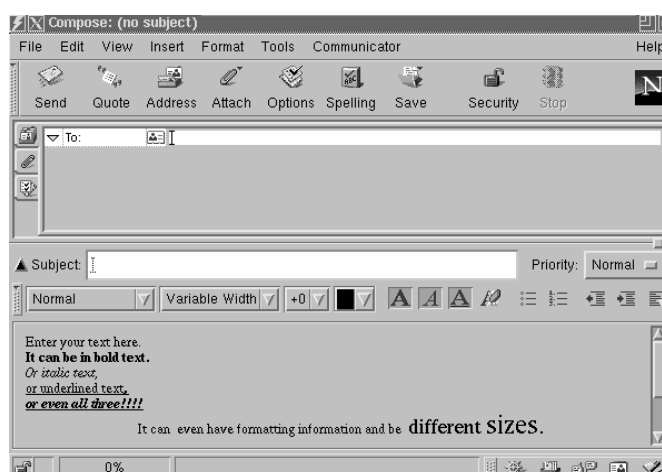 Compose: (no subject)
File Edit View Insert Format Tools Communicator Help
Send Quote Address Attach Options Spelling Save Security Stop N
To:
Subject: Priority: Normal
Normal Variable Width +0 A A A
Enter your text here.
It can be in bold text.
Or italic text,
or underlined text,
or even all three!!!!
It can even have formatting information and be different sizes.
0%